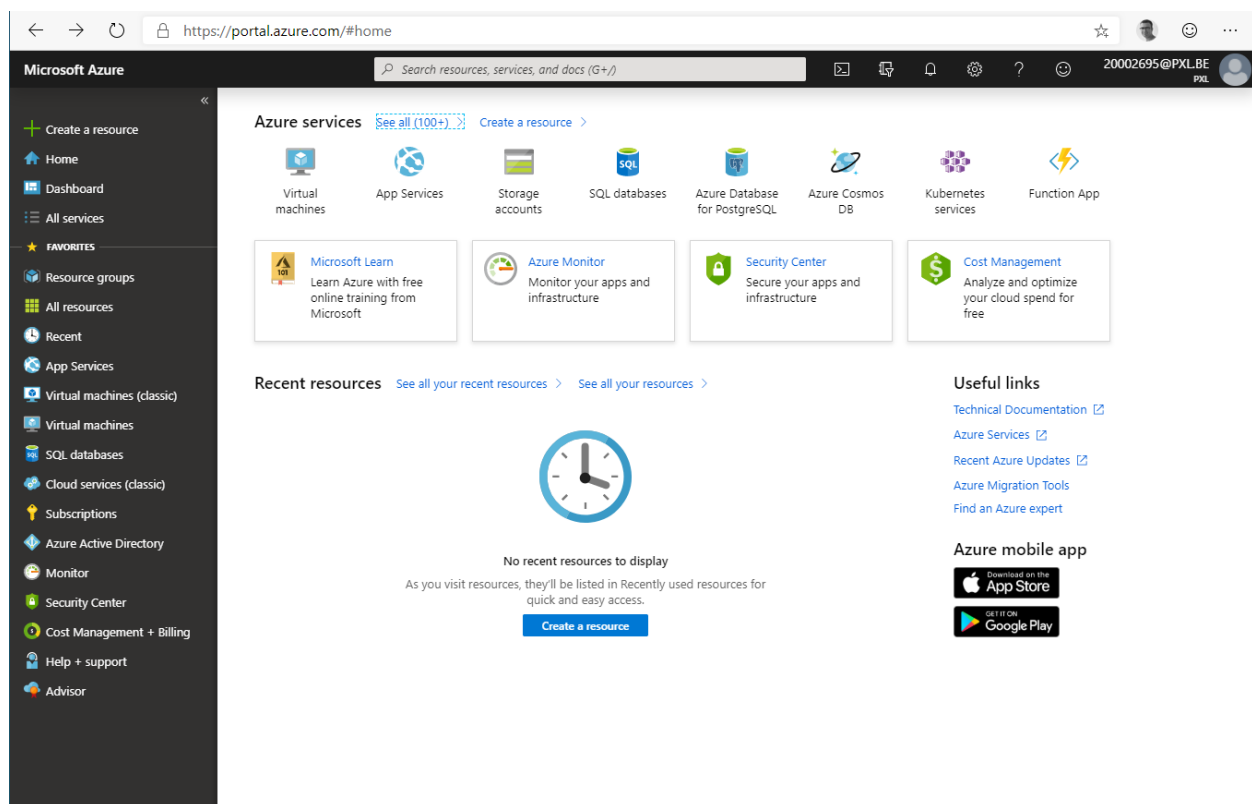 https://portal.azure.com/#home
Microsoft Azure
Search resources, services, and docs (G+/)
20002695@PXL.BE
PXL
Create a resource
Home
Dashboard
All services
FAVORITES
Resource groups
All resources
Recent
App Services
Virtual machines (classic)
Virtual machines
SQL databases
Cloud services (classic)
Subscriptions
Azure Active Directory
Monitor
Security Center
Cost Management + Billing
Help + support
Advisor
Azure services See all (100+) Create a resource
Virtual
machines
App Services
Storage
accounts
SQL
SQL databases
Azure Database
for PostgreSQL
Azure Cosmos
DB
Kubernetes
services
Function App
101
Microsoft Learn
Learn Azure with free
online training from
Microsoft
Azure Monitor
Monitor your apps and
infrastructure
Security Center
Secure your apps and
infrastructure
Cost Management
Analyze and optimize
your cloud spend for
free
Recent resources See all your recent resources See all your resources
No recent resources to display
As you visit resources, they'll be listed in Recently used resources for
quick and easy access.
Create a resource
Useful links
Technical Documentation
Azure Services
Recent Azure Updates
Azure Migration Tools
Find an Azure expert
Azure mobile app
Download on the
App Store
GET IT ON
Google Play